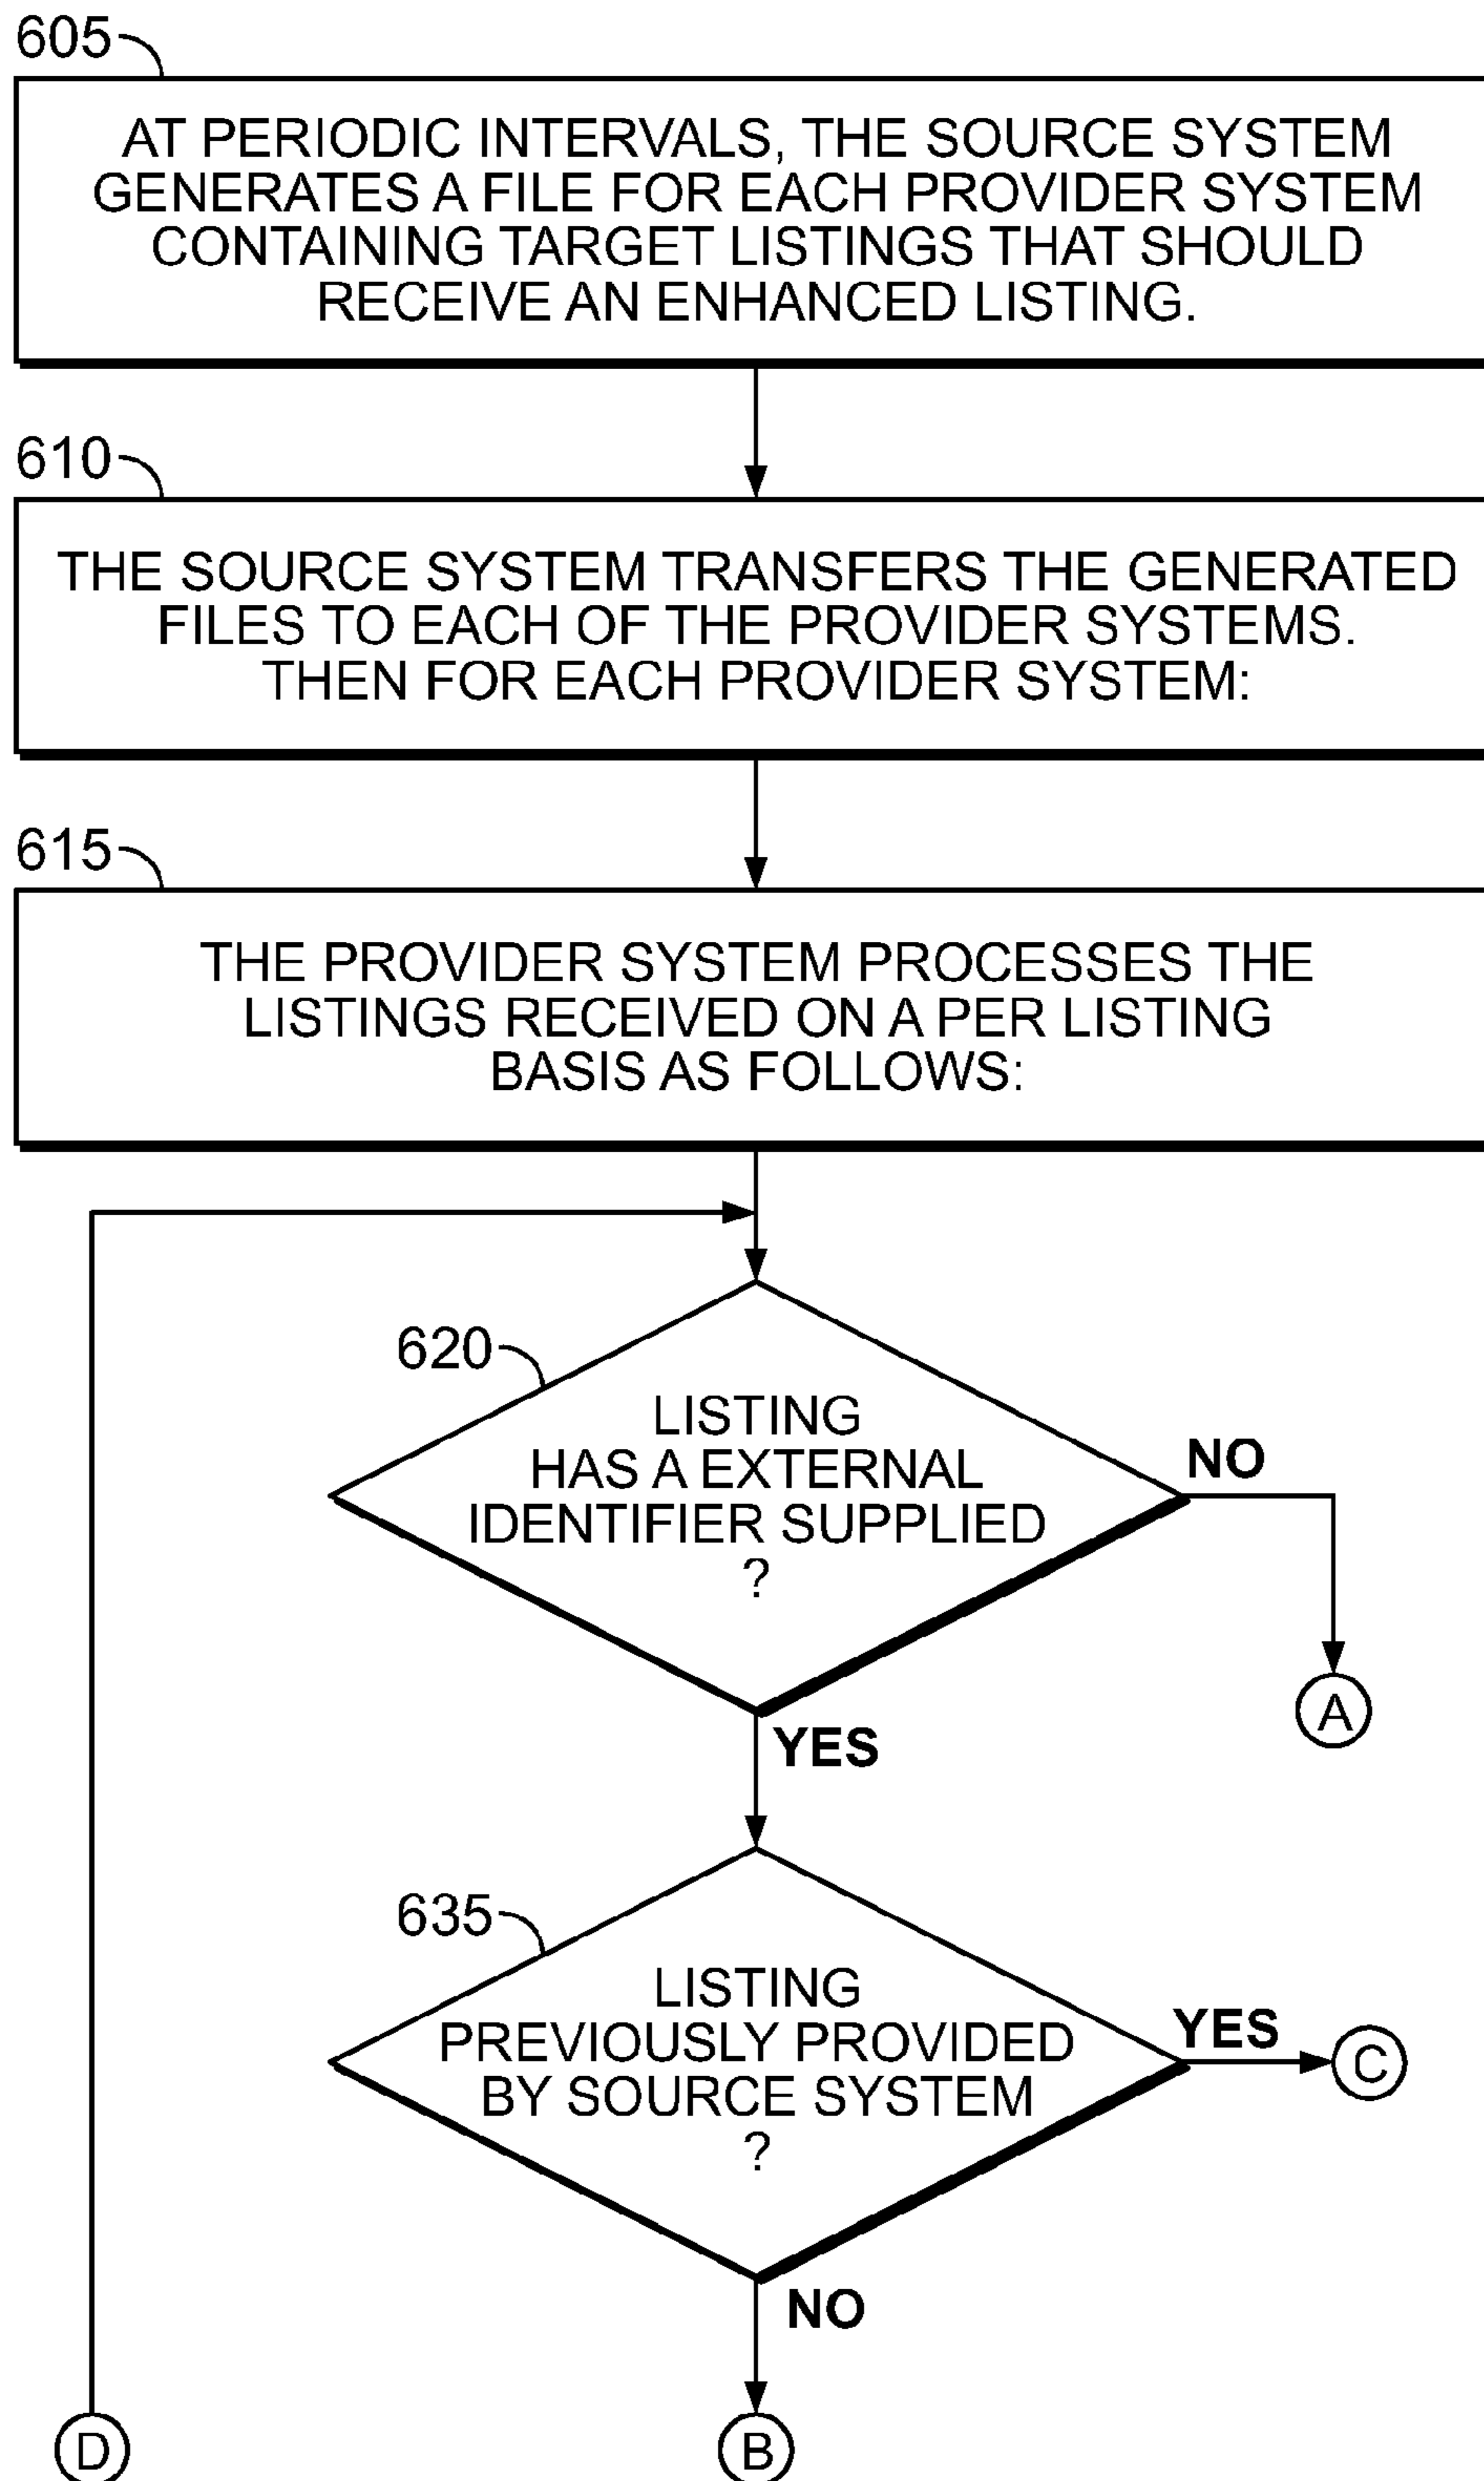 605
AT PERIODIC INTERVALS, THE SOURCE SYSTEM
GENERATES A FILE FOR EACH PROVIDER SYSTEM
CONTAINING TARGET LISTINGS THAT SHOULD
RECEIVE AN ENHANCED LISTING.
610
THE SOURCE SYSTEM TRANSFERS THE GENERATED
FILES TO EACH OF THE PROVIDER SYSTEMS.
THEN FOR EACH PROVIDER SYSTEM:
615
THE PROVIDER SYSTEM PROCESSES THE
LISTINGS RECEIVED ON A PER LISTING
BASIS AS FOLLOWS:
620
LISTING
HAS A EXTERNAL
IDENTIFIER SUPPLIED
?
NO
A
YES
635
LISTING
PREVIOUSLY PROVIDED
BY SOURCE SYSTEM
?
YES
C
NO
D
B